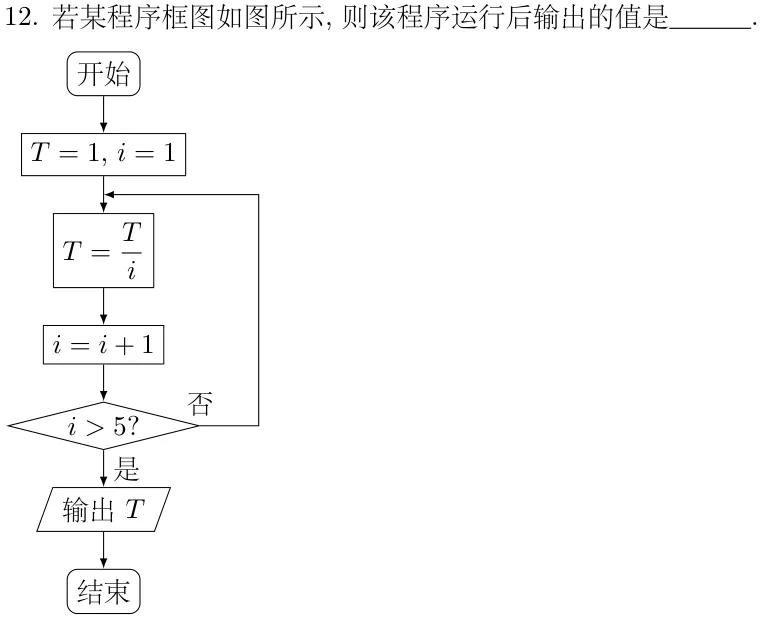 12. 若某程序框图如图所示, 则该程序运行后输出的值是______.
开始
T = 1, i = 1
T = T/i
i = i + 1
i > 5?
否
是
输出 T
结束